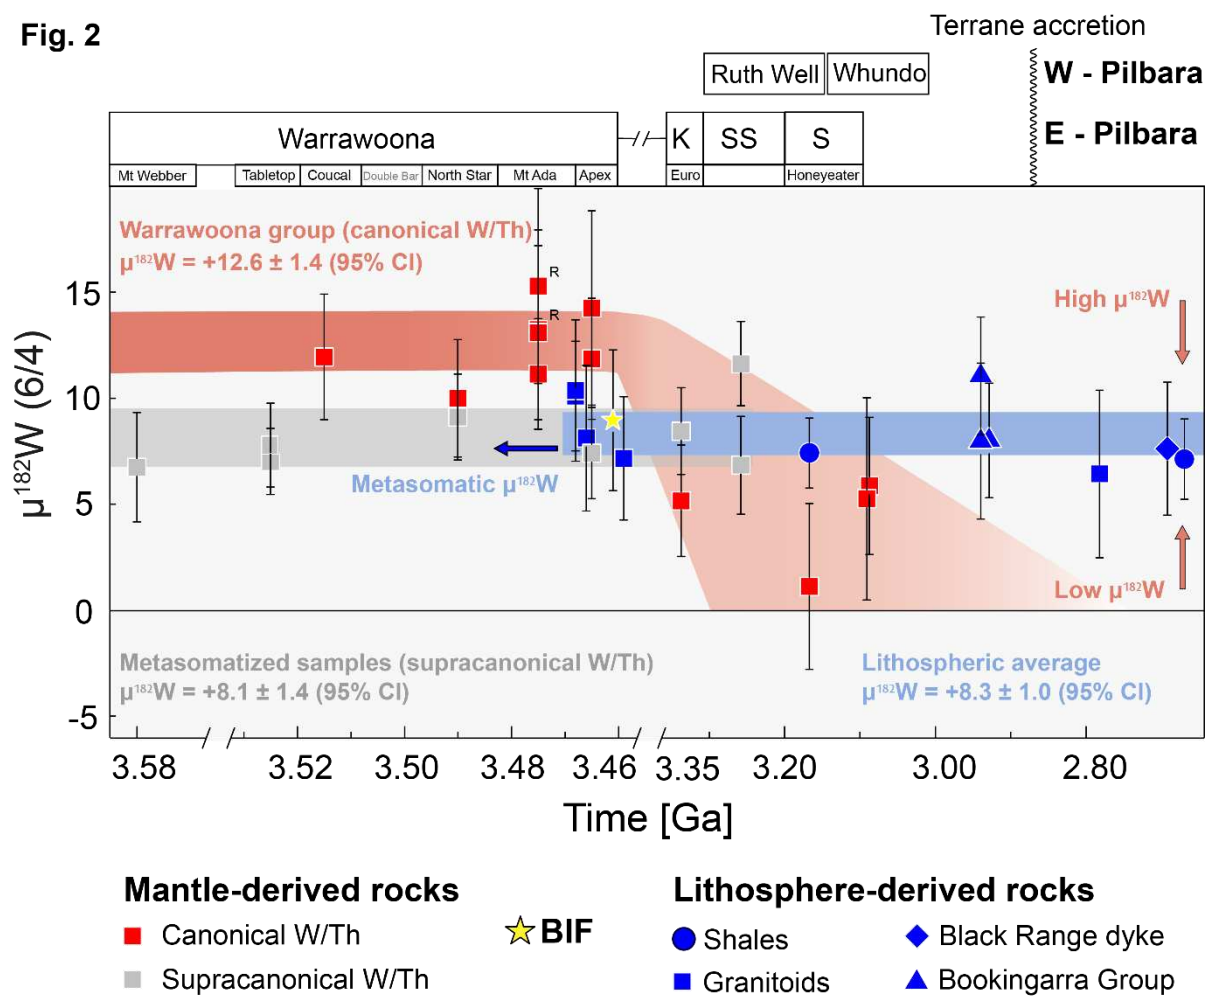 Fig. 2
Terrane accretion
Ruth Well
Whundo
W - Pilbara
Warrawoona
K
SS
S
E - Pilbara
Mt Webber
Tabletop
Coucal
Double Bar
North Star
Mt Ada
Apex
Euro
Honeyeater
Warrawoona group (canonical W/Th)
μ¹⁸²W = +12.6 ± 1.4 (95% CI)
R
R
High μ¹⁸²W
Metasomatic μ¹⁸²W
Low μ¹⁸²W
Metasomatized samples (supracanonical W/Th)
μ¹⁸²W = +8.1 ± 1.4 (95% CI)
Lithospheric average
μ¹⁸²W = +8.3 ± 1.0 (95% CI)
μ¹⁸²W (6/4)
15
10
5
0
-5
3.58
3.52
3.50
3.48
3.46
3.35
3.20
3.00
2.80
Time [Ga]
Mantle-derived rocks
Canonical W/Th
Supracanonical W/Th
BIF
Lithosphere-derived rocks
Shales
Granitoids
Black Range dyke
Bookingarra Group